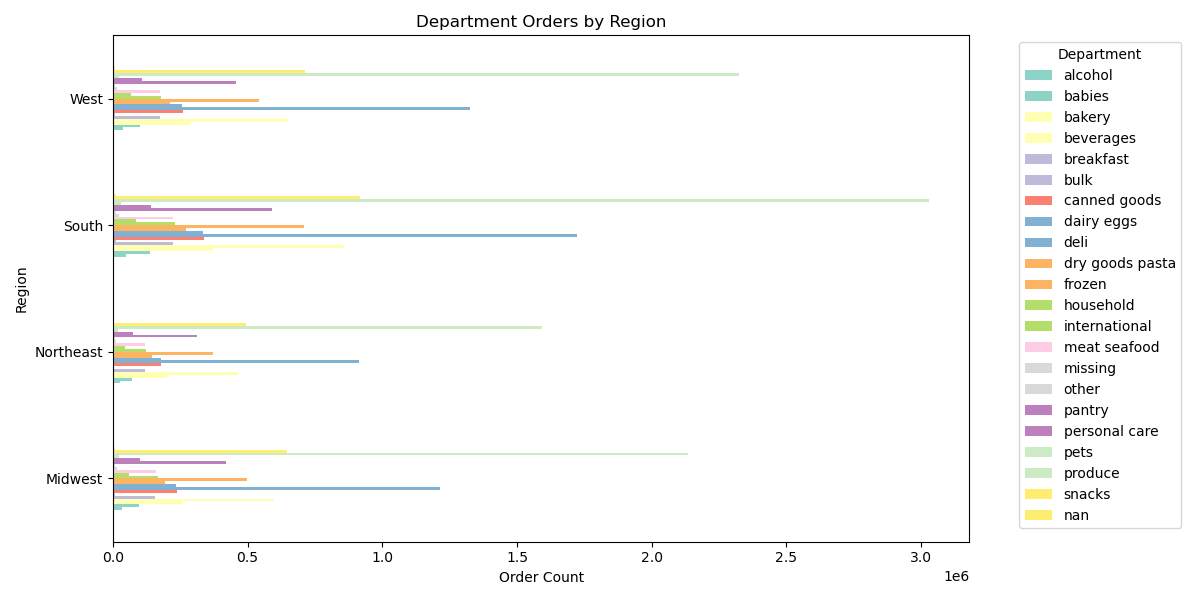 Department Orders by Region
Region
West
South
Northeast
Midwest
0.0 0.5 1.0 1.5 2.0 2.5 3.0
1e6
Order Count
Department
alcohol
babies
bakery
beverages
breakfast
bulk
canned goods
dairy eggs
deli
dry goods pasta
frozen
household
international
meat seafood
missing
other
pantry
personal care
pets
produce
snacks
nan